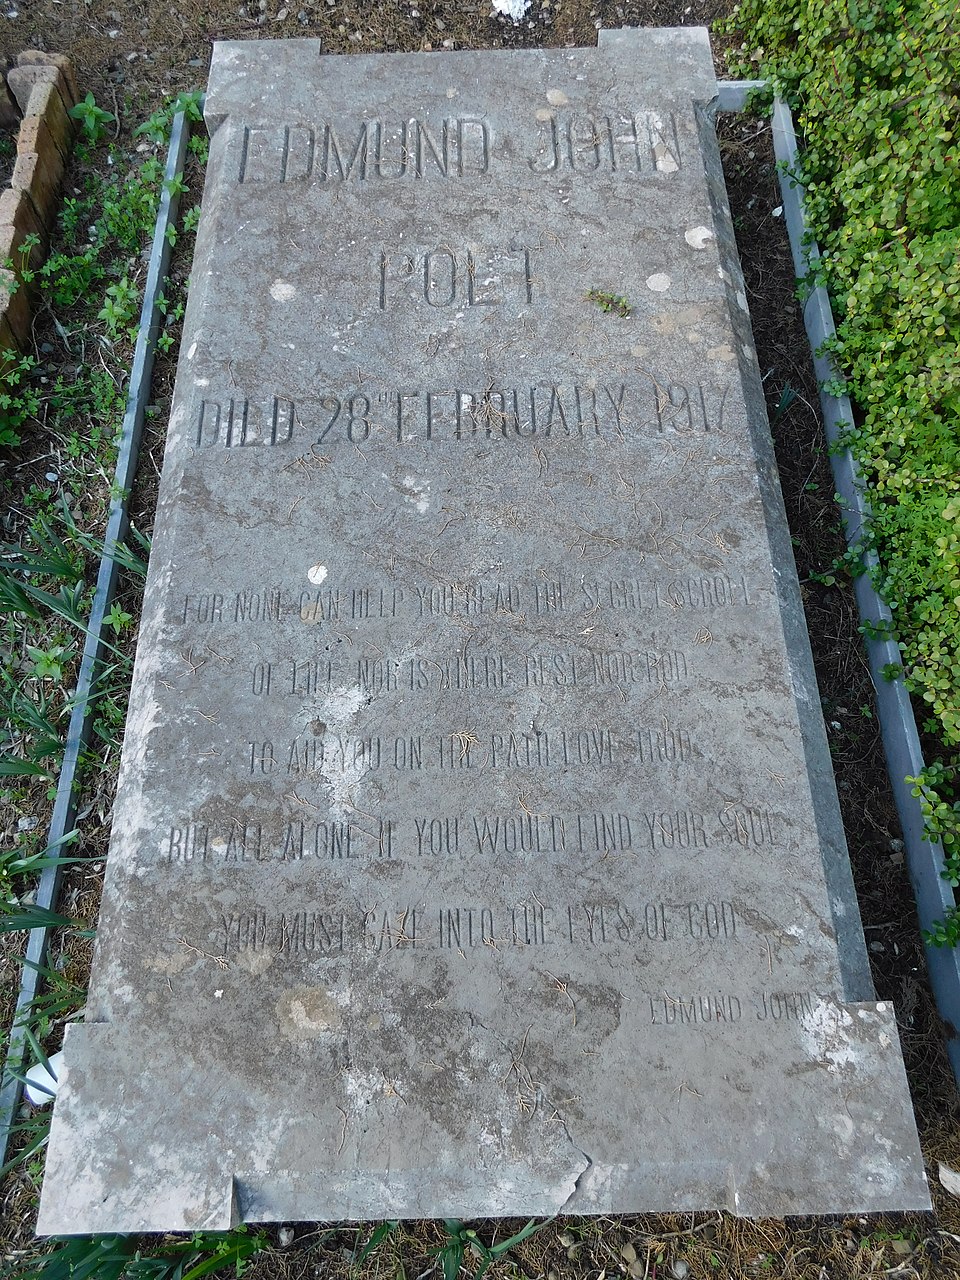 EDMUND JOHN
POET
DIED 28TH FEBRUARY 1917
FOR NONE CAN HELP YOU READ THE SECRET SCROLL
OF LIFE NOR IS THERE REST NOR ROD
TO AID YOU ON THE PATH LOVE TROD
BUT ALL ALONE IF YOU WOULD FIND YOUR SOUL
YOU MUST GAZE INTO THE EYES OF GOD
EDMUND JOHN